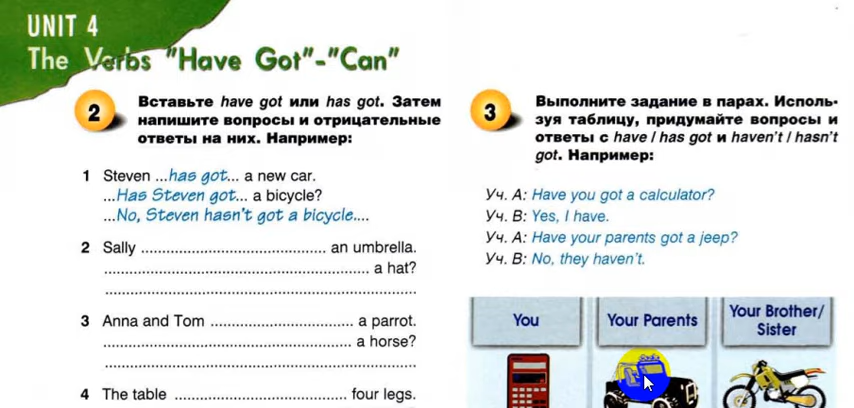 UNIT 4
The Verbs "Have Got"-"Can"
2
Вставьте have got или has got. Затем
напишите вопросы и отрицательные
ответы на них. Например:
1 Steven ...has got... a new car.
...Has Steven got... a bicycle?
...No, Steven hasn't got a bicycle....
2 Sally ........................................ an umbrella.
........................................................ a hat?
..................................................................
3 Anna and Tom .............................. a parrot.
.......................................................... a horse?
..................................................................
4 The table ..................................... four legs.
3
Выполните задание в парах. Исполь-
зуя таблицу, придумайте вопросы и
ответы с have / has got и haven't / hasn't
got. Например:
Уч. А: Have you got a calculator?
Уч. В: Yes, I have.
Уч. А: Have your parents got a jeep?
Уч. В: No, they haven't.
You
Your Parents
Your Brother/
Sister